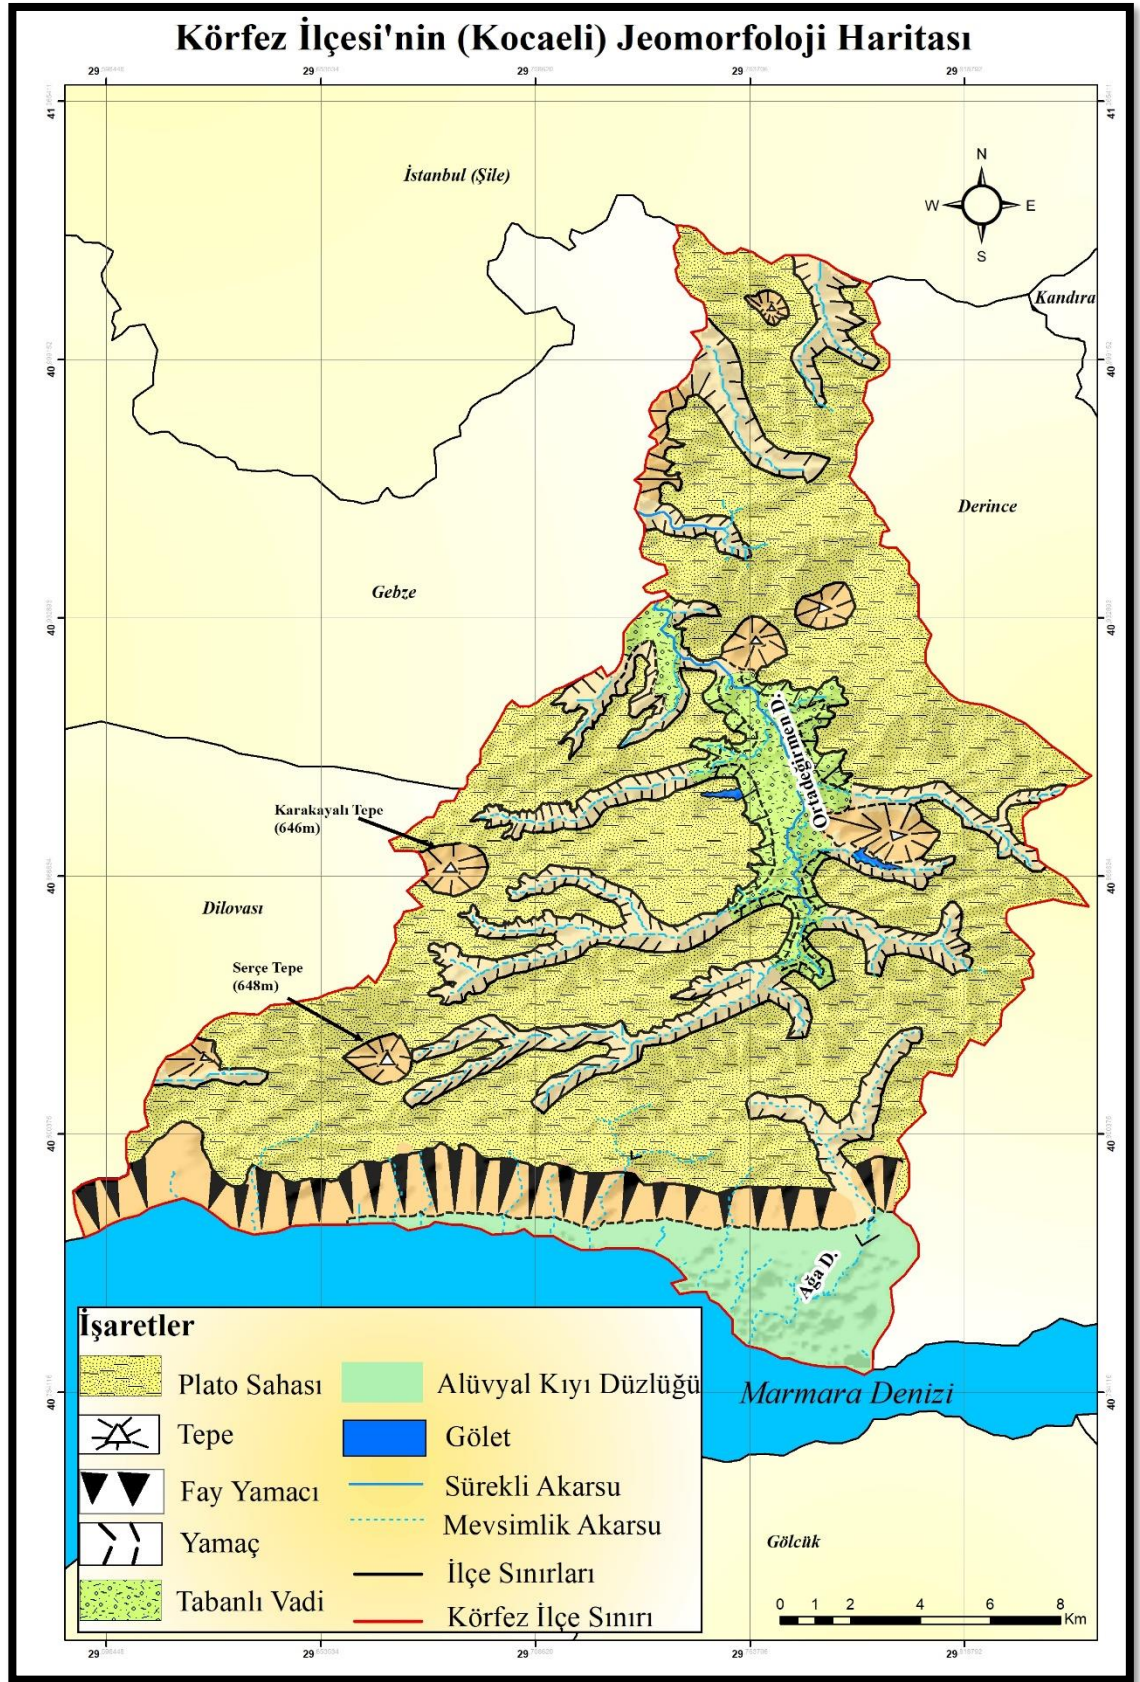 Körfez İlçesi'nin (Kocaeli) Jeomorfoloji Haritası
29 29 29 29 29
41 41
İstanbul (Şile)
N
W E
S
Kandıra
40 40
Derince
Gebze
40 40
Ortadeğirmen D.
Karakayalı Tepe
(646m)
40 40
Dilovası
Serçe Tepe
(648m)
40 40
Ağa D.
İşaretler
Plato Sahası
Tepe
Fay Yamacı
Yamaç
Tabanlı Vadi
Alüvyal Kıyı Düzlüğü
Gölet
Sürekli Akarsu
Mevsimlik Akarsu
İlçe Sınırları
Körfez İlçe Sınırı
40 40
Marmara Denizi
Gölcük
0 1 2 4 6 8
Km
29 29 29 29 29